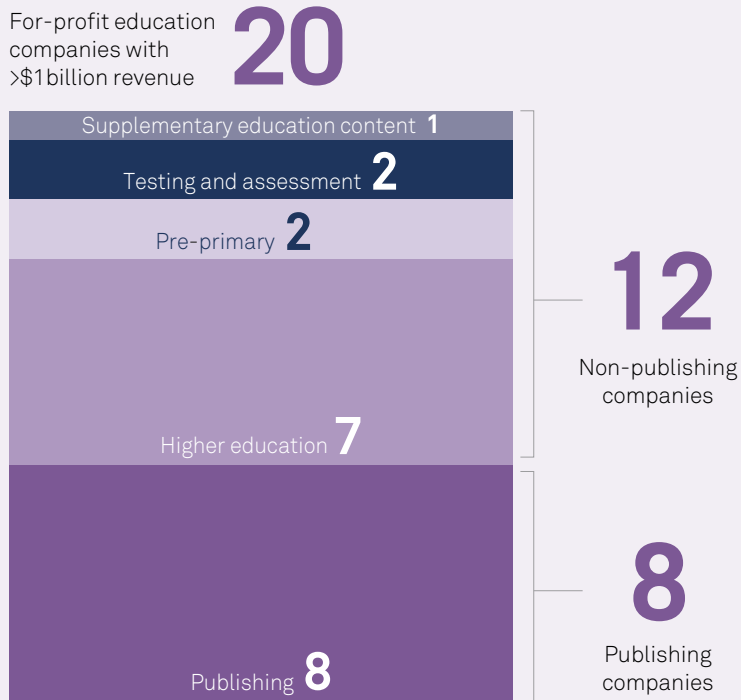 For-profit education
companies with
>$1billion revenue
20
Supplementary education content 1
Testing and assessment 2
Pre-primary 2
Higher education 7
12
Non-publishing
companies
Publishing 8
8
Publishing
companies